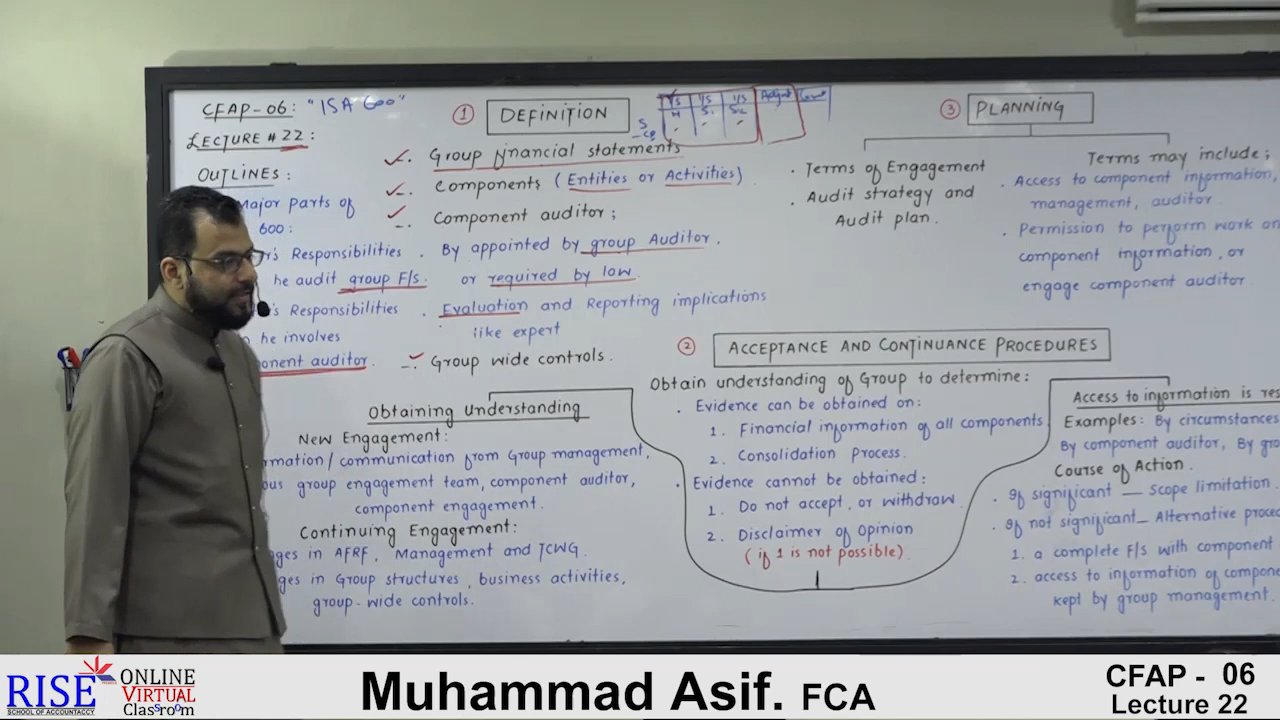 CFAP-06: "ISA 600"
LECTURE # 22:
OUTLINES:
Major parts of
600:
Responsibilities
audit group F/s.
Responsibilities
he involves
auditor.
① DEFINITION
Adjust
Group financial statements
Components (Entities or Activities)
Component auditor;
By appointed by group Auditor.
or required by law.
Evaluation and Reporting implications
like expert
Group wide controls.
③ PLANNING
Terms of Engagement
Audit strategy and
Audit plan.
Terms may include;
Access to component information,
management, auditor.
Permission to perform work on
component information, or
engage component auditor.
② ACCEPTANCE AND CONTINUANCE PROCEDURES
Obtain understanding of Group to determine:
Evidence can be obtained on:
1. Financial information of all components
2. Consolidation Process.
Evidence cannot be obtained:
1. Do not accept, or withdraw
2. Disclaimer of Opinion
(if 1 is not possible).
Obtaining Understanding
New Engagement:
/ communication from Group management,
group engagement team, component auditor,
component engagement.
Continuing Engagement:
in AFRF, Management and TCWG.
in Group structures, business activities,
group-wide controls.
Access to information is
Examples: By circumstances
By component auditor, By
Course of Action.
If significant — Scope limitation.
If not significant — Alternative
1. a complete F/s with component
2. access to information of
kept by group management.
RISE
SCHOOL OF ACCOUNTANCY
ONLINE
VIRTUAL
Classroom
Muhammad Asif. FCA
CFAP - 06
Lecture 22